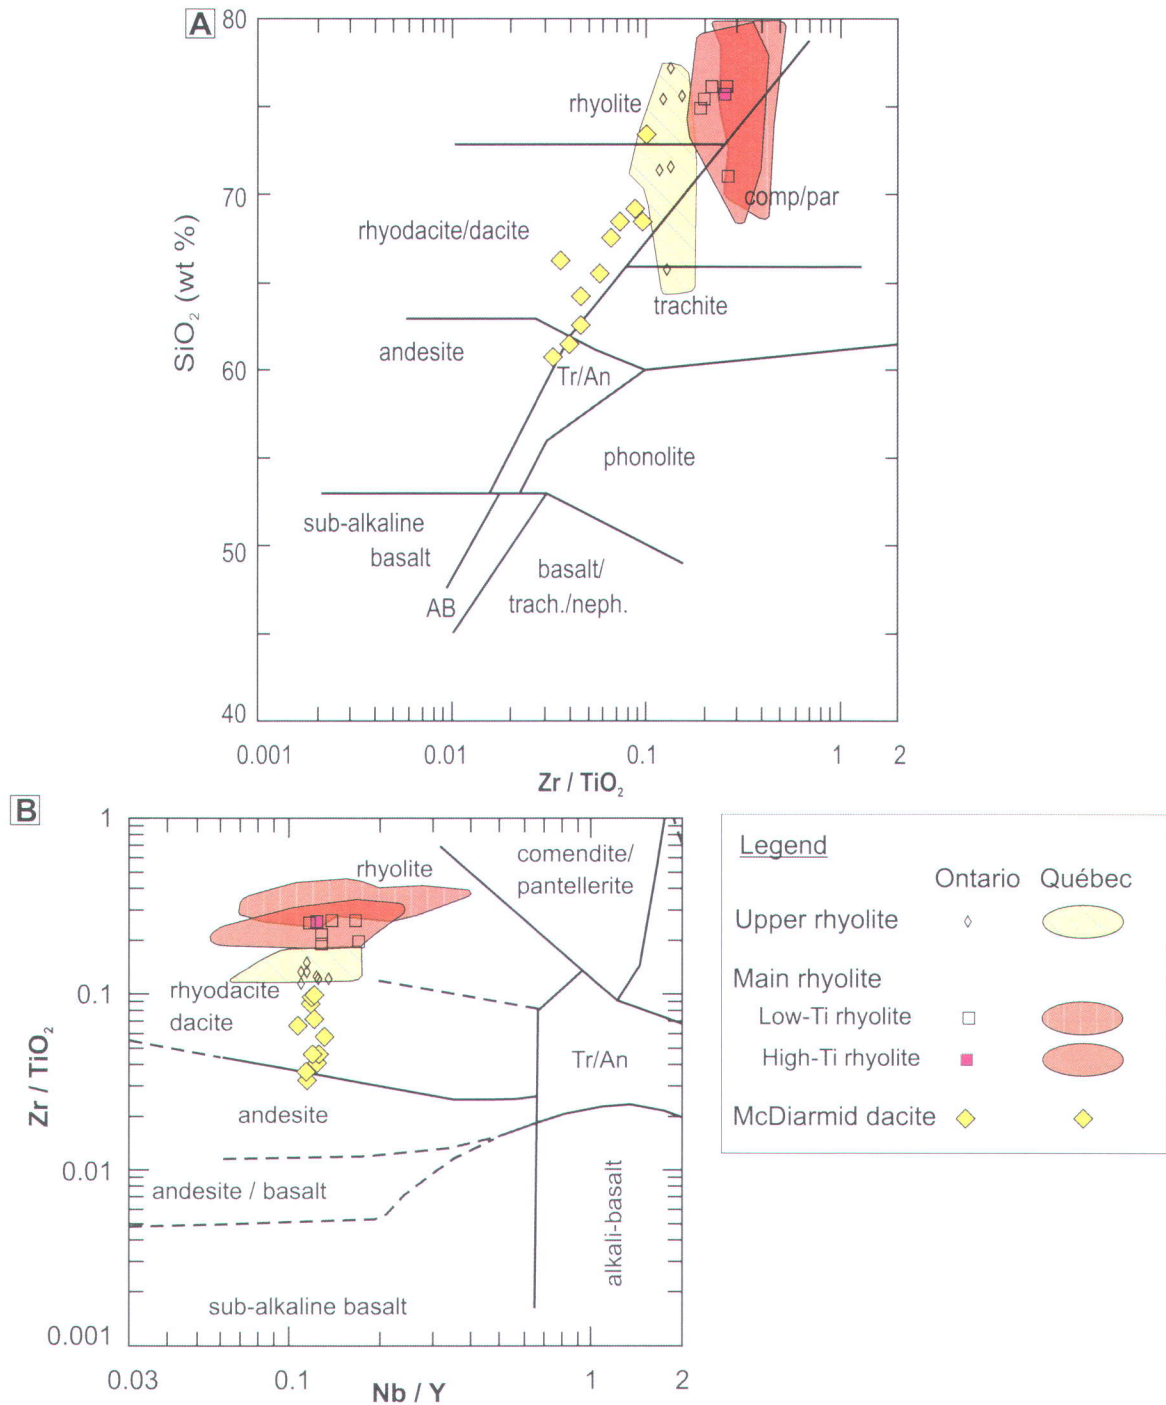 A
80
70
60
50
40
SiO₂ (wt %)
rhyolite
comp/par
rhyodacite/dacite
trachite
andesite
Tr/An
phonolite
sub-alkaline
basalt
basalt/
trach./neph.
AB
0.001
0.01
0.1
1
2
Zr / TiO₂
B
1
0.1
0.01
0.001
Zr / TiO₂
comendite/
pantellerite
rhyolite
rhyodacite
dacite
Tr/An
andesite
andesite / basalt
alkali-basalt
sub-alkaline basalt
0.03
0.1
1
2
Nb / Y
Legend
Ontario Québec
Upper rhyolite
Main rhyolite
Low-Ti rhyolite
High-Ti rhyolite
McDiarmid dacite